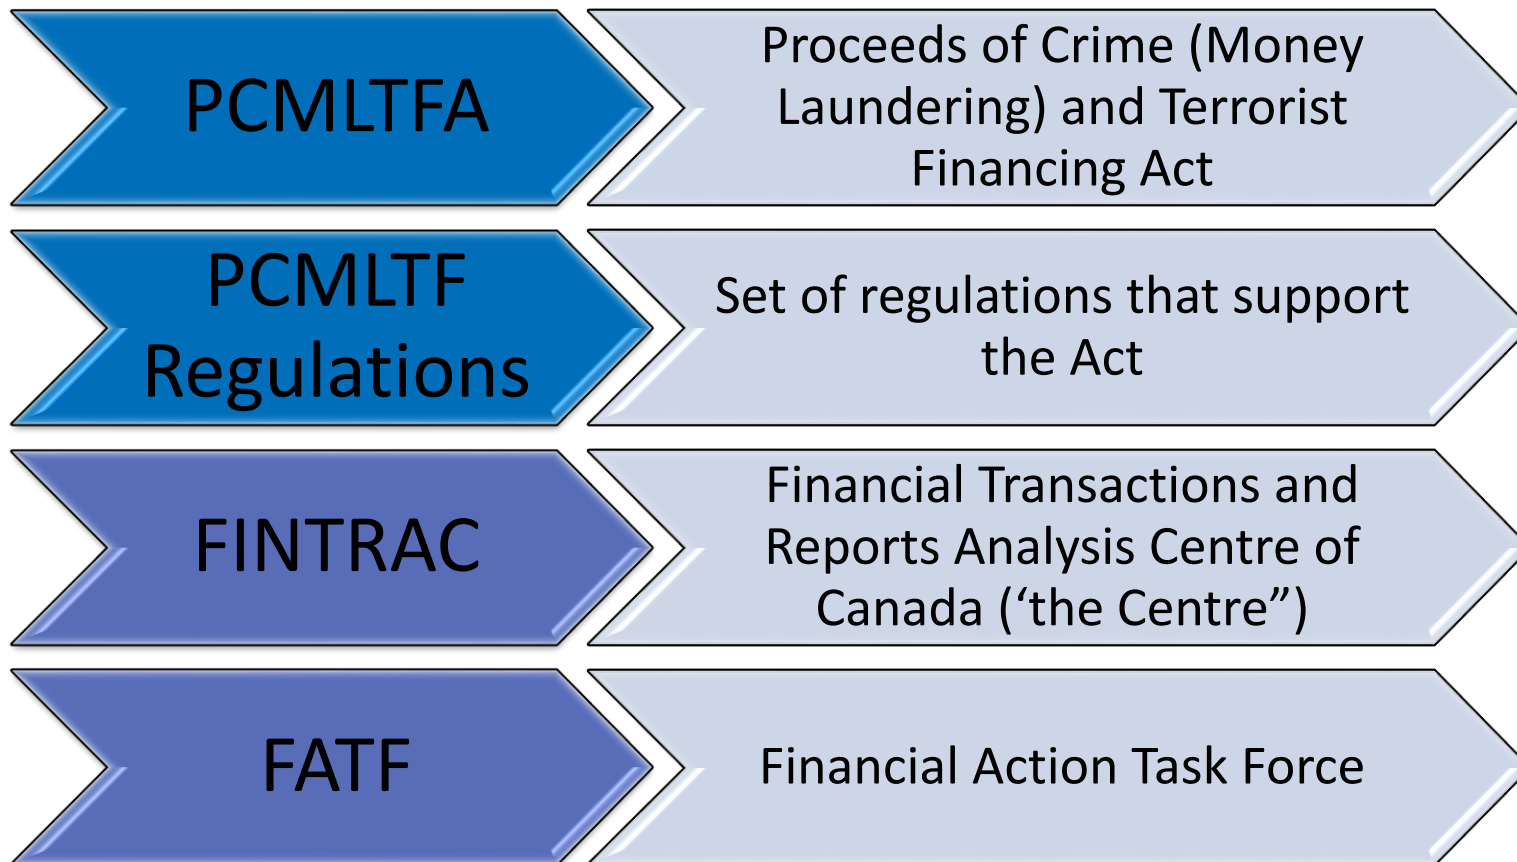 PCMLTFA
Proceeds of Crime (Money
Laundering) and Terrorist
Financing Act
PCMLTF
Regulations
Set of regulations that support
the Act
FINTRAC
Financial Transactions and
Reports Analysis Centre of
Canada (‘the Centre”)
FATF
Financial Action Task Force